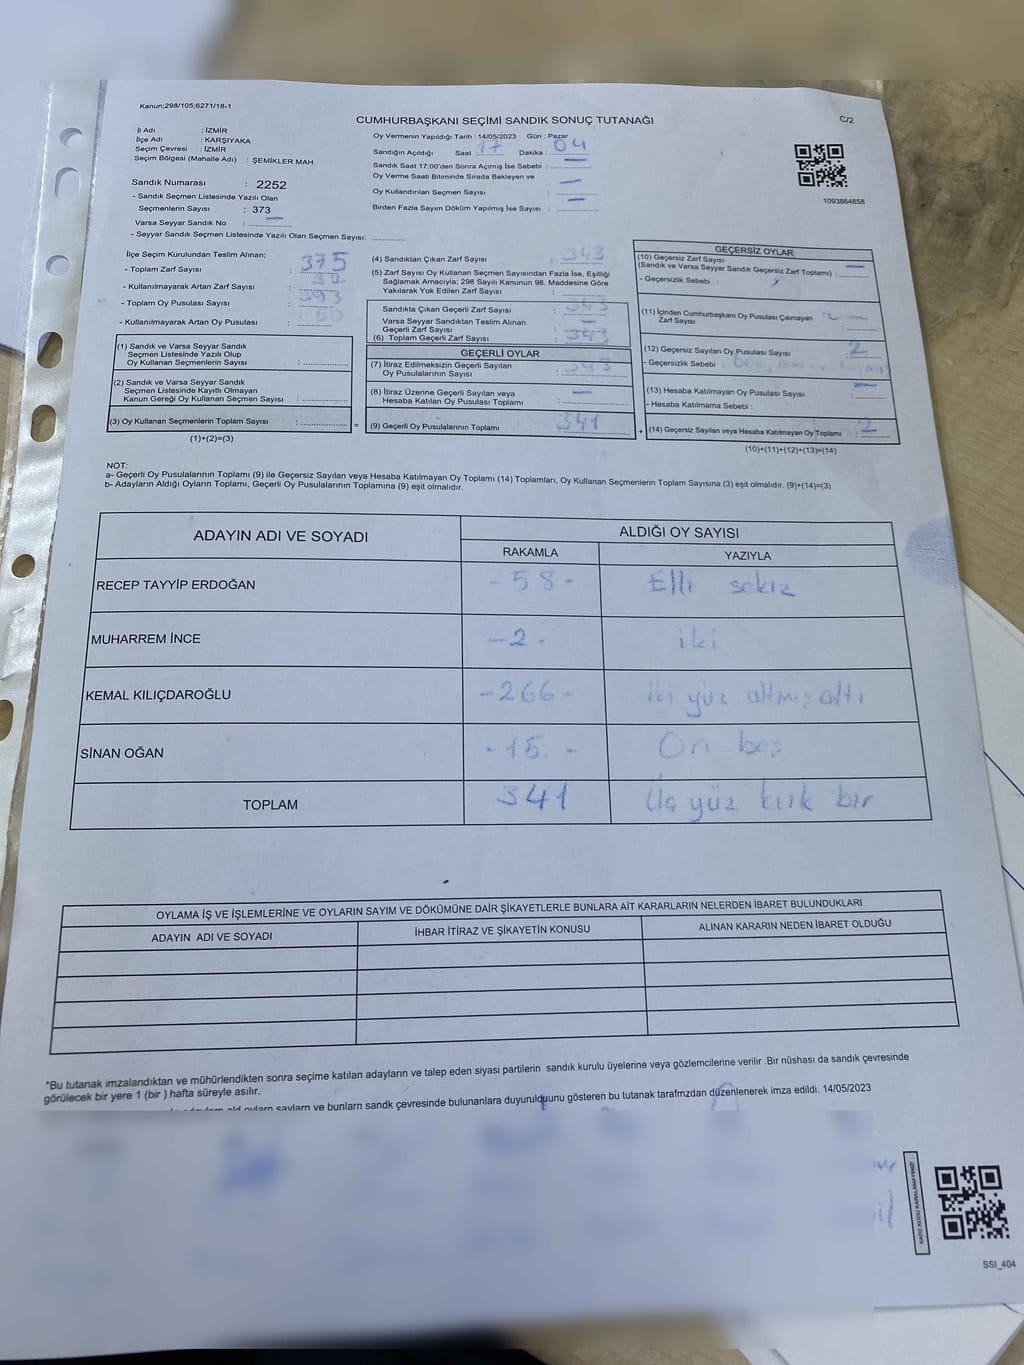 Kanun;298/105;6271/18-1
CUMHURBAŞKANI SEÇİMİ SANDIK SONUÇ TUTANAĞI
C/2
İl Adı : İZMİR
İlçe Adı : KARŞIYAKA
Seçim Çevresi : İZMİR
Seçim Bölgesi (Mahalle Adı) : ŞEMİKLER MAH.
Sandık Numarası : 2252
- Sandık Seçmen Listesinde Yazılı Olan
Seçmenlerin Sayısı : 373
Varsa Seyyar Sandık No : —
- Seyyar Sandık Seçmen Listesinde Yazılı Olan Seçmen Sayısı:
Oy Vermenin Yapıldığı Tarih : 14/05/2023 Gün : Pazar
Sandığın Açıldığı Saat : 17 Dakika : 04
Sandık Saat 17:00'den Sonra Açımış İse Sebebi : —
Oy Verme Saati Bitiminde Sırada Bekleyen ve
Oy Kullandırılan Seçmen Sayısı : —
Birden Fazla Sayım Döküm Yapılmış İse Sayısı : —
1093864858
İlçe Seçim Kurulundan Teslim Alınan;
- Toplam Zarf Sayısı : 375
- Kullanılmayarak Artan Zarf Sayısı : 32
- Toplam Oy Pusulası Sayısı : 393
- Kullanılmayarak Artan Oy Pusulası : 50
(1) Sandık ve Varsa Seyyar Sandık
Seçmen Listesinde Yazılı Olup
Oy Kullanan Seçmenlerin Sayısı :
(2) Sandık ve Varsa Seyyar Sandık
Seçmen Listesinde Kayıtlı Olmayan
Kanun Gereği Oy Kullanan Seçmen Sayısı :
(3) Oy Kullanan Seçmenlerin Toplam Sayısı :
(1)+(2)=(3)
=
(4) Sandıktan Çıkan Zarf Sayısı : 343
(5) Zarf Sayısı Oy Kullanan Seçmen Sayısından Fazla İse, Eşitliği
Sağlamak Amacıyla; 298 Sayılı Kanunun 98. Maddesine Göre
Yakılarak Yok Edilen Zarf Sayısı :
Sandıkta Çıkan Geçerli Zarf Sayısı : 343
Varsa Seyyar Sandıktan Teslim Alınan
Geçerli Zarf Sayısı : —
(6) Toplam Geçerli Zarf Sayısı : 343
GEÇERLİ OYLAR
(7) İtiraz Edilmeksizin Geçerli Sayılan
Oy Pusulalarının Sayısı :
(8) İtiraz Üzerine Geçerli Sayılan veya
Hesaba Katılan Oy Pusulası Toplamı : —
(9) Geçerli Oy Pusulalarının Toplamı : 341
+
GEÇERSİZ OYLAR
(10) Geçersiz Zarf Sayısı
(Sandık ve Varsa Seyyar Sandık Geçersiz Zarf Toplamı) : —
- Geçersizlik Sebebi :
(11) İçinden Cumhurbaşkanı Oy Pusulası Çıkmayan
Zarf Sayısı : —
(12) Geçersiz Sayılan Oy Pusulası Sayısı : 2
- Geçersizlik Sebebi :
(13) Hesaba Katılmayan Oy Pusulası Sayısı : —
- Hesaba Katılmama Sebebi :
(14) Geçersiz Sayılan veya Hesaba Katılmayan Oy Toplamı : 2
(10)+(11)+(12)+(13)=(14)
NOT:
a- Geçerli Oy Pusulalarının Toplamı (9) ile Geçersiz Sayılan veya Hesaba Katılmayan Oy Toplamı (14) Toplamları, Oy Kullanan Seçmenlerin Toplam Sayısına (3) eşit olmalıdır. (9)+(14)=(3)
b- Adayların Aldığı Oyların Toplamı, Geçerli Oy Pusulalarının Toplamına (9) eşit olmalıdır.
ADAYIN ADI VE SOYADI ALDIĞI OY SAYISI
RAKAMLA YAZIYLA
RECEP TAYYİP ERDOĞAN - 58 - Elli sekiz
MUHARREM İNCE - 2 - iki
KEMAL KILIÇDAROĞLU - 266 - iki yüz altmış altı
SİNAN OĞAN - 15 - On beş
TOPLAM 341 Üç yüz kırk bir
OYLAMA İŞ VE İŞLEMLERİNE VE OYLARIN SAYIM VE DÖKÜMÜNE DAİR ŞİKAYETLERLE BUNLARA AİT KARARLARIN NELERDEN İBARET BULUNDUKLARI
ADAYIN ADI VE SOYADI İHBAR İTİRAZ VE ŞİKAYETİN KONUSU ALINAN KARARIN NEDEN İBARET OLDUĞU
*Bu tutanak imzalandıktan ve mühürlendikten sonra seçime katılan adayların ve talep eden siyasi partilerin sandık kurulu üyelerine veya gözlemcilerine verilir .Bir nüshası da sandık çevresinde
görülecek bir yere 1 (bir ) hafta süreyle asılır.
sayların ve bunların sandk çevresinde bulunanlara duyurulduunu gösteren bu tutanak tarafmzdan düzenlenerek imza edildi. 14/05/2023
KARE KODU KARALAMAYINIZ!
SSI_404